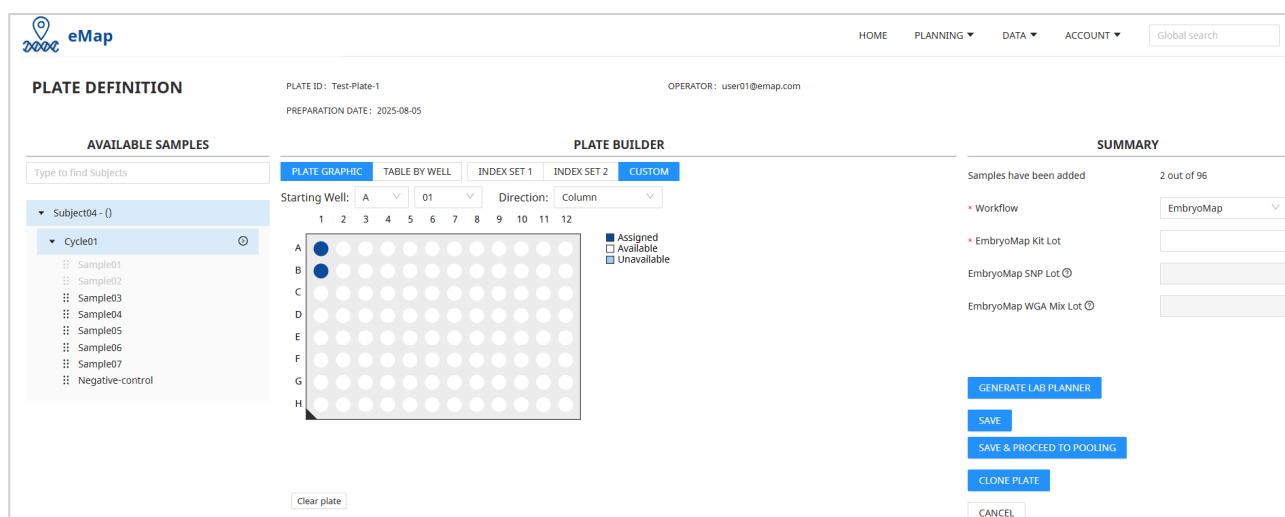 eMap
HOME PLANNING DATA ACCOUNT Global search
PLATE DEFINITION
PLATE ID : Test-Plate-1 OPERATOR : user01@emap.com
PREPARATION DATE : 2025-08-05
AVAILABLE SAMPLES
Type to find Subjects
Subject04 - ()
Cycle01
Sample01
Sample02
Sample03
Sample04
Sample05
Sample06
Sample07
Negative-control
PLATE BUILDER
PLATE GRAPHIC TABLE BY WELL INDEX SET 1 INDEX SET 2 CUSTOM
Starting Well: A 01 Direction: Column
1 2 3 4 5 6 7 8 9 10 11 12
A
B
C
D
E
F
G
H
Assigned
Available
Unavailable
Clear plate
SUMMARY
Samples have been added 2 out of 96
* Workflow EmbryoMap
* EmbryoMap Kit Lot
EmbryoMap SNP Lot
EmbryoMap WGA Mix Lot
GENERATE LAB PLANNER
SAVE
SAVE & PROCEED TO POOLING
CLONE PLATE
CANCEL